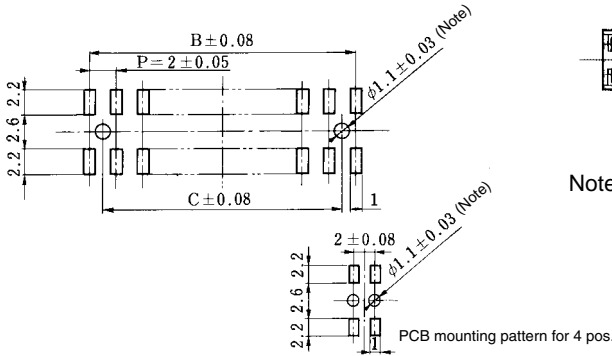 B±0.08
P=2±0.05
ϕ1.1±0.03 (Note)
2.2
2.6
2.2
C±0.08
1
Note
2±0.08
ϕ1.1±0.03 (Note)
2.2
2.6
2.2
1
PCB mounting pattern for 4 pos.